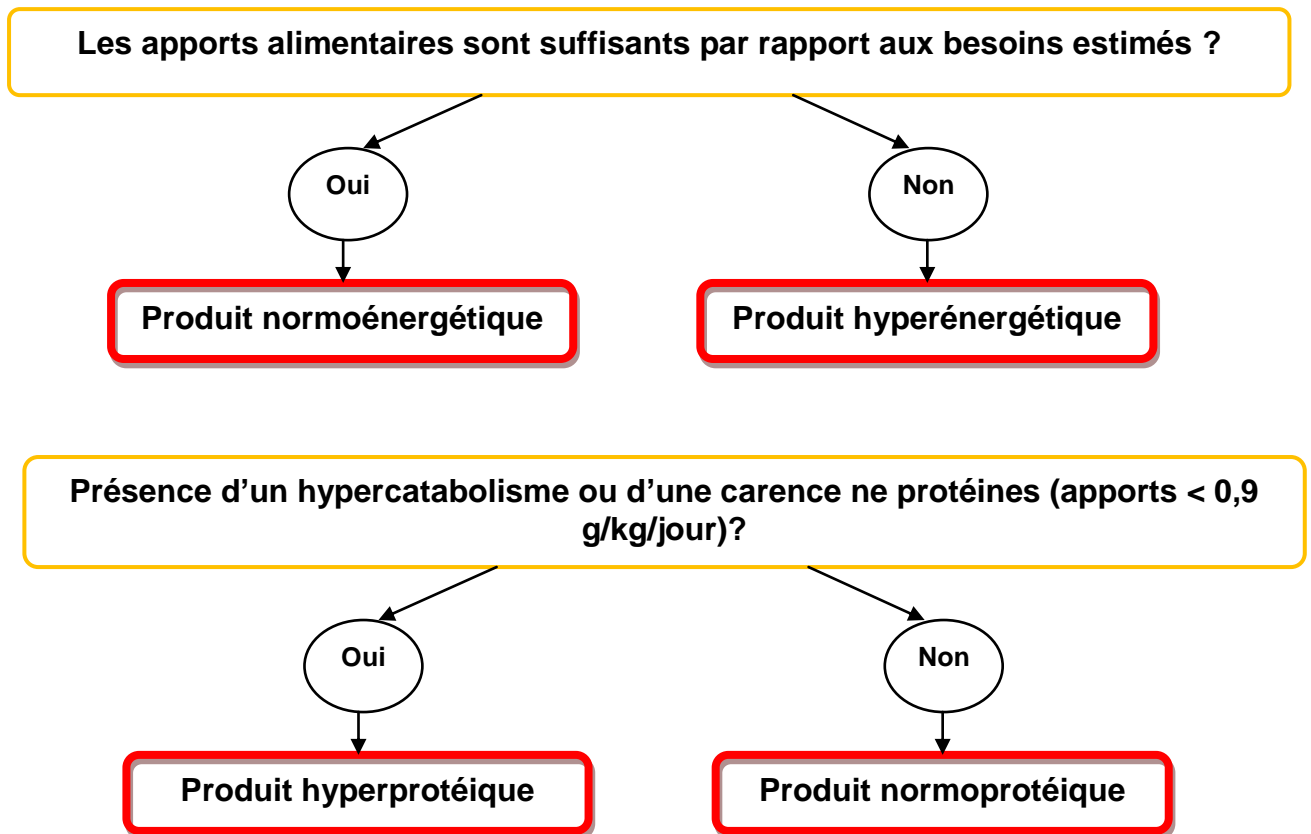 Les apports alimentaires sont suffisants par rapport aux besoins estimés ?
Oui
Non
Produit normoénergétique
Produit hyperénergétique
Présence d’un hypercatabolisme ou d’une carence ne protéines (apports < 0,9
g/kg/jour)?
Oui
Non
Produit hyperprotéique
Produit normoprotéique